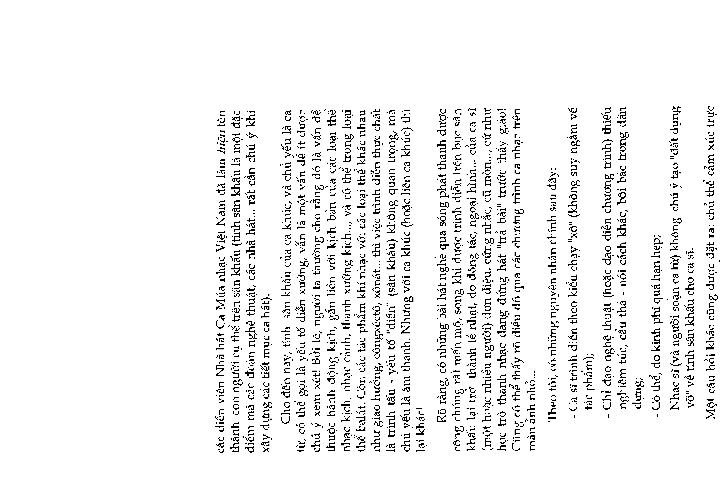 các diễn viên Nhà hát Ca Múa nhạc Việt Nam đã làm hiện lên
thành con người cụ thể trên sân khấu (tính sân khấu là một đặc
điểm mà các đoàn nghệ thuật, các nhà hát... rất cần chú ý khi
xây dựng các tiết mục ca hát).
Cho đến nay, tính sân khấu của ca khúc, và chủ yếu là ca
từ, có thể gọi là yếu tố diễn xướng, vẫn là một vấn đề ít được
chú ý xem xét! Bởi lẽ, người ta thường cho rằng đó là vấn đề
thuộc hành động kịch, gắn liền với kịch bản của các loại thể
nhạc kịch, nhạc cảnh, thanh xướng kịch..., và có thể trong loại
thể balát. Còn các tác phẩm khí nhạc với các loại thể khác nhau
như giao hưởng, côngxéctô, xônát... thì việc trình diễn thực chất
là trình tấu - yếu tố "diễn" (sân khấu) không quan trọng, mà
chủ yếu là âm thanh. Nhưng với ca khúc (hoặc liên ca khúc) thì
lại khác!
Rõ ràng, có những bài hát nghe qua sóng phát thanh được
công chúng rất mến mộ, song khi được trình diễn trên bục sân
khấu lại trở thành tẻ nhạt, do động tác, ngoại hình... của ca sĩ
(một hoặc nhiều người) đơn điệu, cứng nhắc, cũ mòn..., cứ như
học trò thanh nhạc đang đứng hát "trả bài" trước thầy giáo!
Cũng có thể thấy rõ điều đó qua các chương trình ca nhạc trên
màn ảnh nhỏ...
Theo tôi, có những nguyên nhân chính sau đây:
- Ca sĩ trình diễn theo kiểu chạy "xô" (không suy ngẫm về
tác phẩm);
- Chỉ đạo nghệ thuật (hoặc đạo diễn chương trình) thiếu
nghiêm túc, cẩu thả - nói cách khác, bôi bác trong dàn
dựng;
- Có thể, do kinh phí quá hạn hẹp;
Nhạc sĩ (và người soạn ca từ) không chú ý tạo "đất dụng
võ" về tính sân khấu cho ca sĩ.
Một câu hỏi khác cũng được đặt ra: chủ thể cảm xúc trực